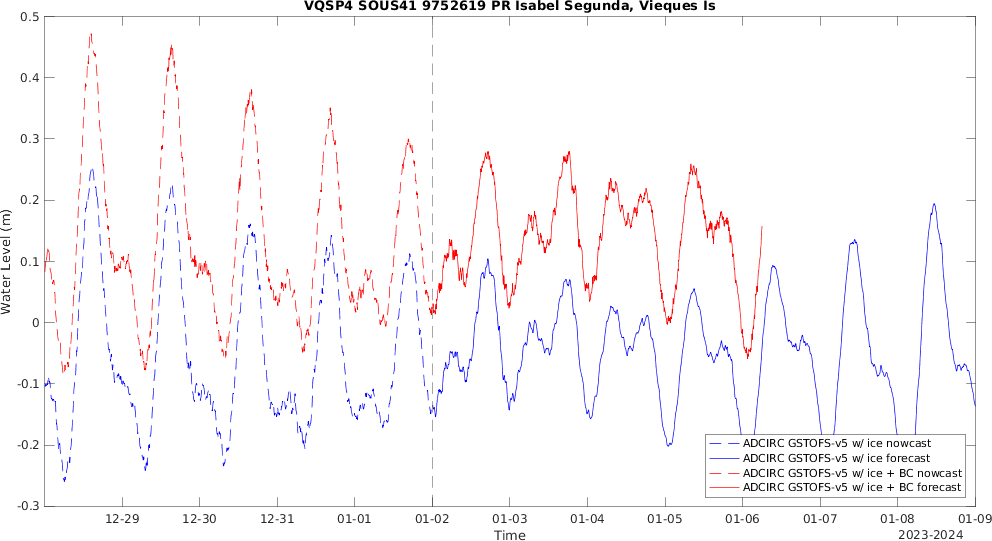 VQSP4 SOUS41 9752619 PR Isabel Segunda, Vieques Is
0.5
0.4
0.3
0.2
0.1
0
-0.1
-0.2
-0.3
Water Level (m)
12-29 12-30 12-31 01-01 01-02 01-03 01-04 01-05 01-06 01-07 01-08 01-09
Time
2023-2024
ADCIRC GSTOFS-v5 w/ ice nowcast
ADCIRC GSTOFS-v5 w/ ice forecast
ADCIRC GSTOFS-v5 w/ ice + BC nowcast
ADCIRC GSTOFS-v5 w/ ice + BC forecast